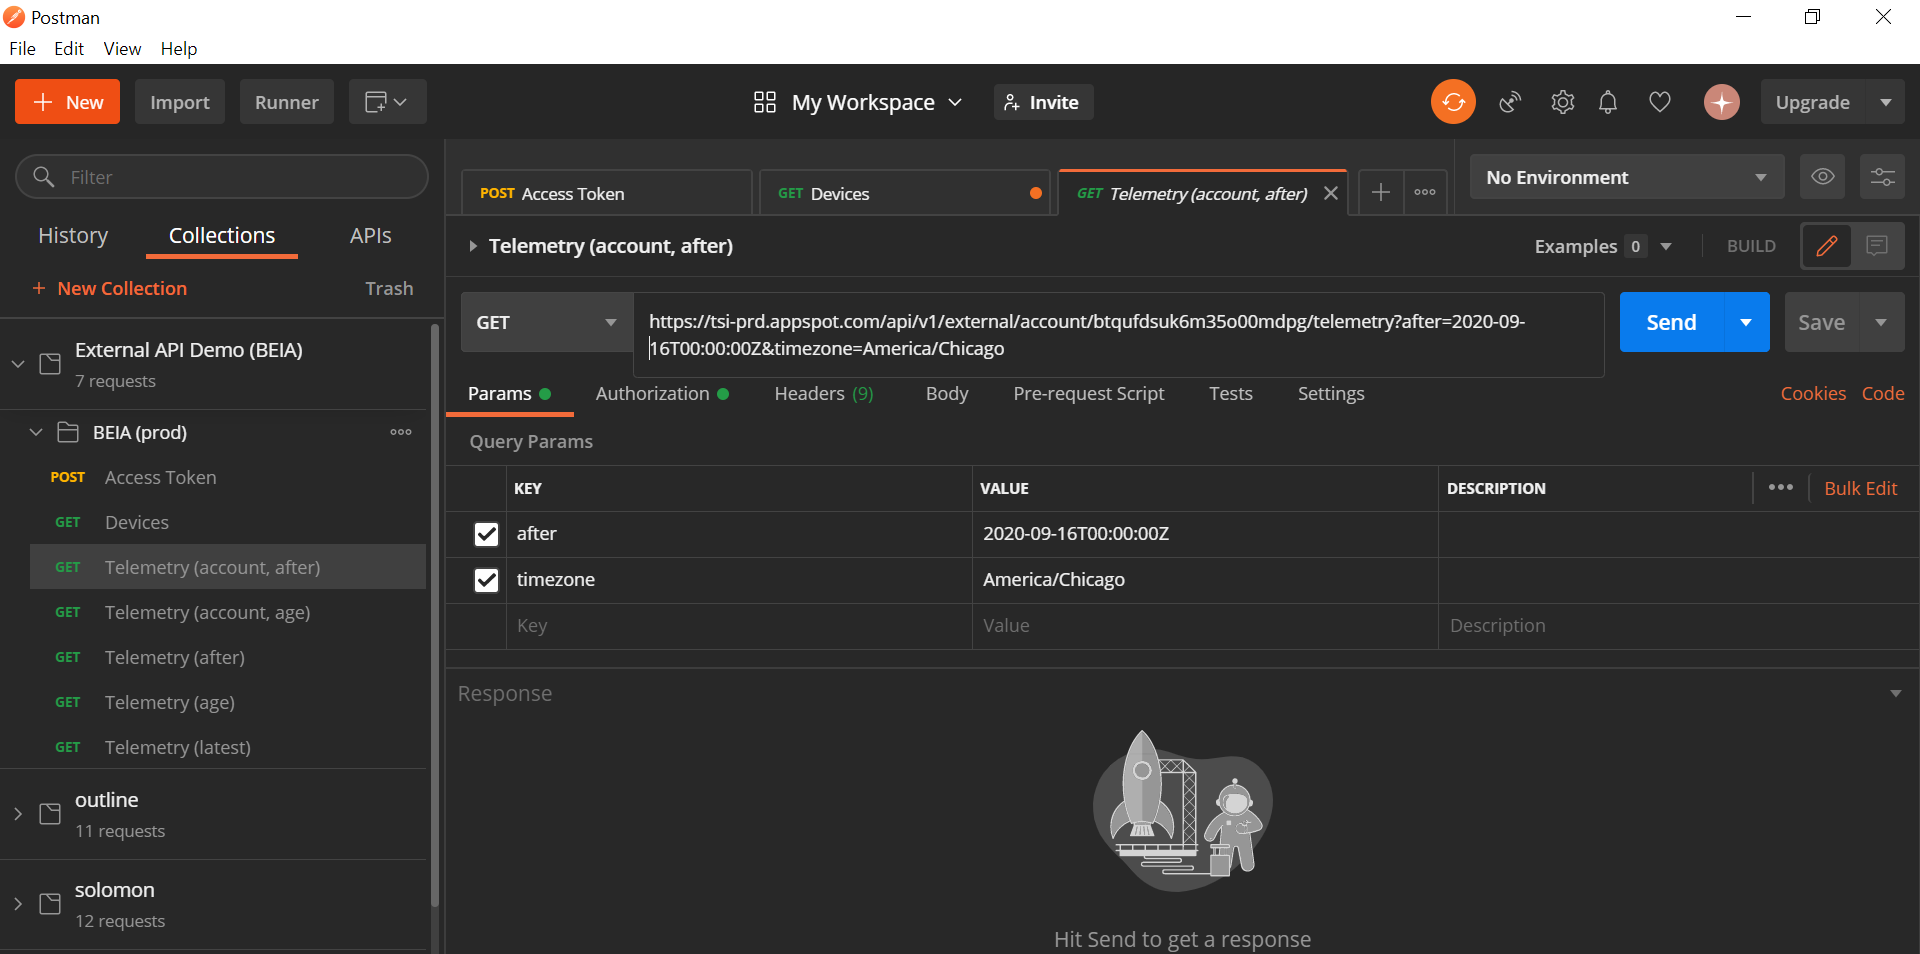 Postman
File Edit View Help
New Import Runner My Workspace Invite Upgrade
Filter
History Collections APIs
New Collection Trash
External API Demo (BEIA)
7 requests
BEIA (prod)
POST Access Token
GET Devices
GET Telemetry (account, after)
GET Telemetry (account, age)
GET Telemetry (after)
GET Telemetry (age)
GET Telemetry (latest)
outline
11 requests
solomon
12 requests
POST Access Token GET Devices GET Telemetry (account, after) No Environment
Telemetry (account, after) Examples 0 BUILD
GET https://tsi-prd.appspot.com/api/v1/external/account/btqufdsuk6m35o00mdpg/telemetry?after=2020-09-
16T00:00:00Z&timezone=America/Chicago
Send Save
Params Authorization Headers (9) Body Pre-request Script Tests Settings Cookies Code
Query Params
KEY VALUE DESCRIPTION Bulk Edit
after 2020-09-16T00:00:00Z
timezone America/Chicago
Key Value Description
Response
Hit Send to get a response